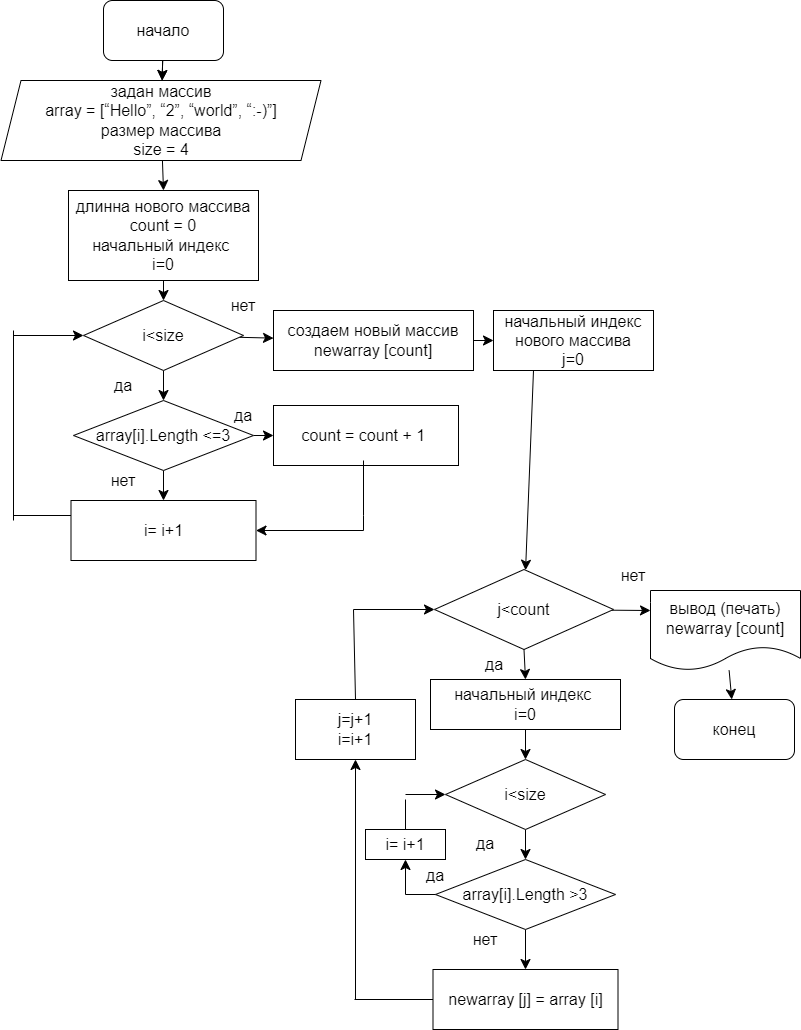 начало
задан массив
array = [“Hello”, “2”, “world”, “:-)”]
размер массива
size = 4
длинна нового массива
count = 0
начальный индекс
i=0
i<size
нет
создаем новый массив
newarray [count]
начальный индекс
нового массива
j=0
да
array[i].Length <=3
да
count = count + 1
нет
i= i+1
j<count
нет
вывод (печать)
newarray [count]
да
начальный индекс
i=0
j=j+1
i=i+1
конец
i<size
i= i+1
да
да
array[i].Length >3
нет
newarray [j] = array [i]